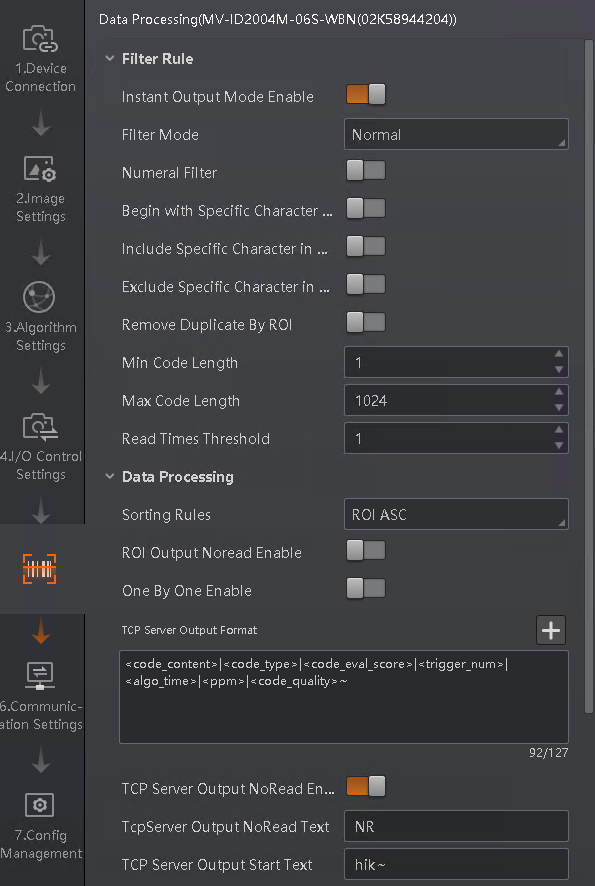 Data Processing(MV-ID2004M-06S-WBN(02K58944204))
1.Device
Connection
2.Image
Settings
3.Algorithm
Settings
4.I/O Control
Settings
6.Communic-
ation Settings
7.Config
Management
Filter Rule
Instant Output Mode Enable
Filter Mode
Normal
Numeral Filter
Begin with Specific Character ...
Include Specific Character in ...
Exclude Specific Character in ...
Remove Duplicate By ROI
Min Code Length
1
Max Code Length
1024
Read Times Threshold
1
Data Processing
Sorting Rules
ROI ASC
ROI Output Noread Enable
One By One Enable
TCP Server Output Format
<code_content>|<code_type>|<code_eval_score>|<trigger_num>|
<algo_time>|<ppm>|<code_quality>~
92/127
TCP Server Output NoRead En...
TcpServer Output NoRead Text
NR
TCP Server Output Start Text
hik~